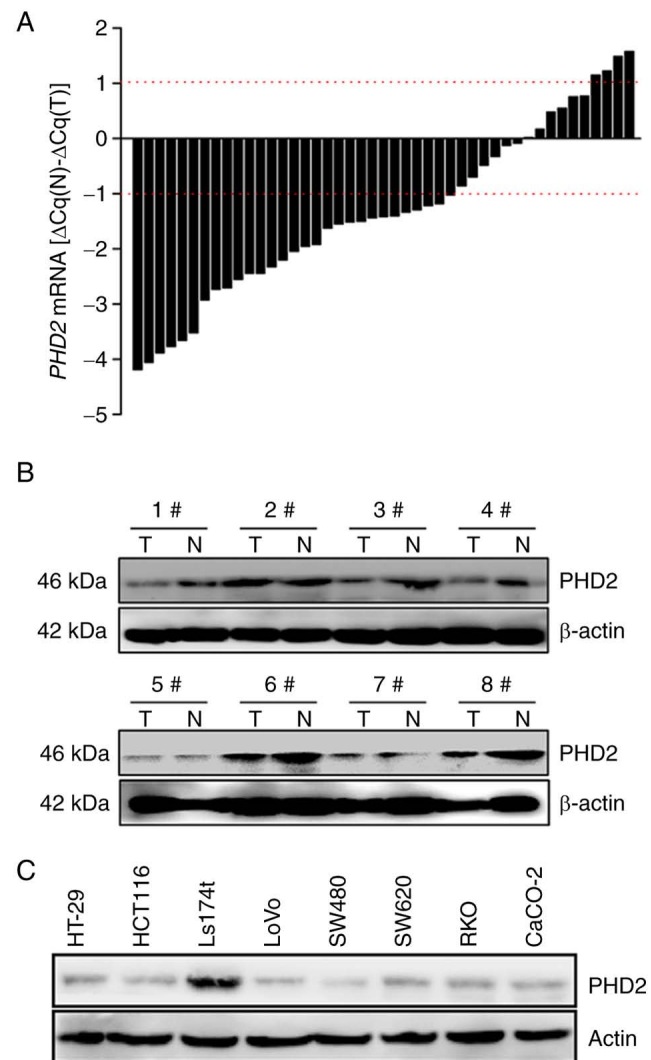 A
2
1
0
−1
−2
−3
−4
−5
PHD2 mRNA [ΔCq(N)-ΔCq(T)]
B
1 # 2 # 3 # 4 #
T N T N T N T N
46 kDa PHD2
42 kDa β-actin
5 # 6 # 7 # 8 #
T N T N T N T N
46 kDa PHD2
42 kDa β-actin
C
HT-29 HCT116 Ls174t LoVo SW480 SW620 RKO CaCO-2
PHD2
Actin